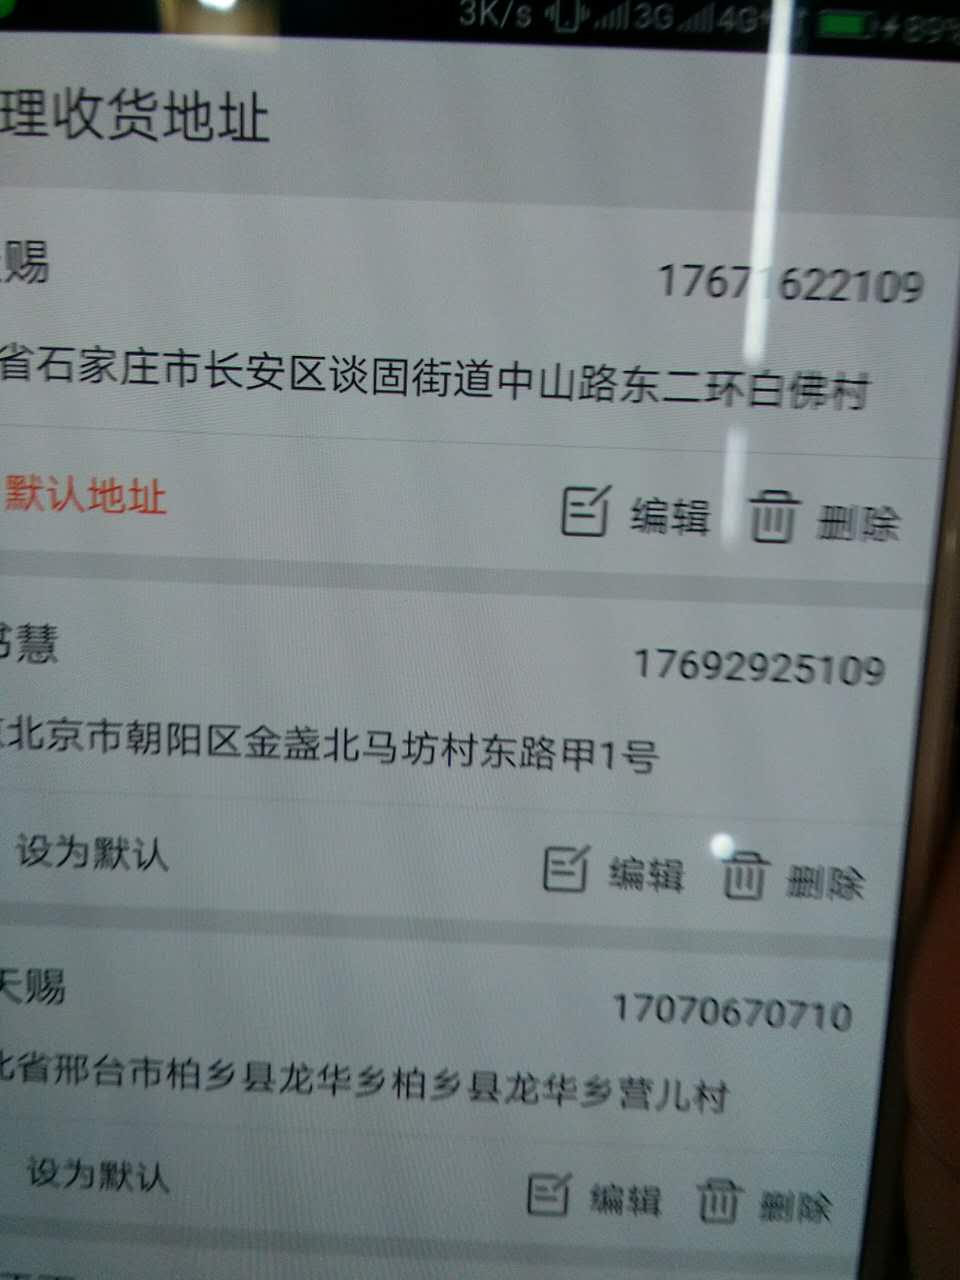 3K/s 3G 4G 89%
理收货地址
赐 17671622109
省石家庄市长安区谈固街道中山路东二环白佛村
默认地址 编辑 删除
书慧 17692925109
北京市朝阳区金盏北马坊村东路甲1号
设为默认 编辑 删除
天赐 17070670710
北省邢台市柏乡县龙华乡柏乡县龙华乡营儿村
设为默认 编辑 删除